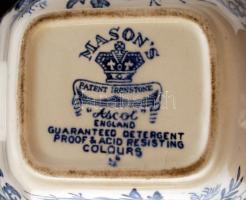 MASON'S
PATENT IRONSTONE
"Ascot"
ENGLAND
GUARANTEED DETERGENT
PROOF & ACID RESISTING
COLOURS